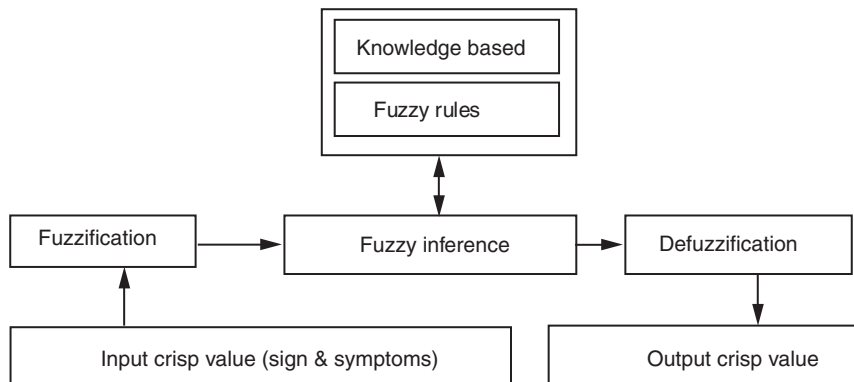 Knowledge based
Fuzzy rules
Fuzzification
Fuzzy inference
Defuzzification
Input crisp value (sign & symptoms)
Output crisp value